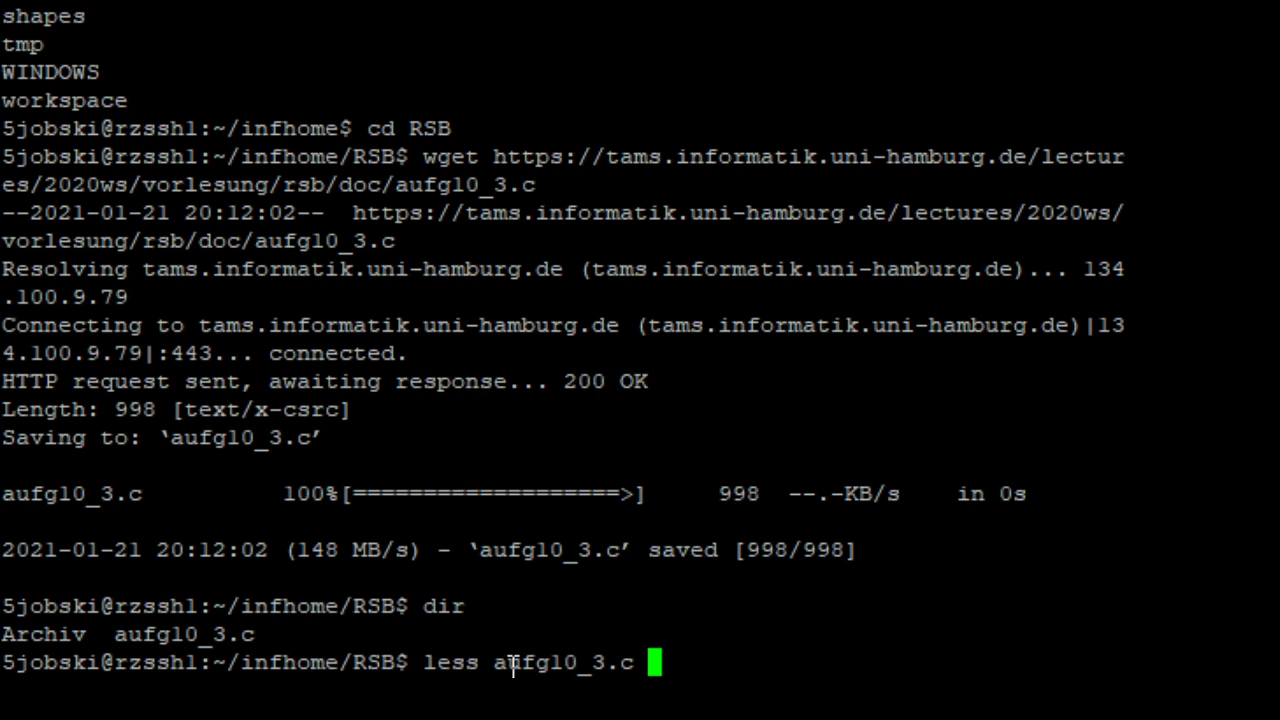 shapes
tmp
WINDOWS
workspace
5jobski@rzssh1:~/infhome$ cd RSB
5jobski@rzssh1:~/infhome/RSB$ wget https://tams.informatik.uni-hamburg.de/lectur
es/2020ws/vorlesung/rsb/doc/aufg10_3.c
--2021-01-21 20:12:02--  https://tams.informatik.uni-hamburg.de/lectures/2020ws/
vorlesung/rsb/doc/aufg10_3.c
Resolving tams.informatik.uni-hamburg.de (tams.informatik.uni-hamburg.de)... 134
.100.9.79
Connecting to tams.informatik.uni-hamburg.de (tams.informatik.uni-hamburg.de)|13
4.100.9.79|:443... connected.
HTTP request sent, awaiting response... 200 OK
Length: 998 [text/x-csrc]
Saving to: ‘aufg10_3.c’
aufg10_3.c          100%[===================>]     998  --.-KB/s    in 0s
2021-01-21 20:12:02 (148 MB/s) - ‘aufg10_3.c’ saved [998/998]
5jobski@rzssh1:~/infhome/RSB$ dir
Archiv  aufg10_3.c
5jobski@rzssh1:~/infhome/RSB$ less aufg10_3.c